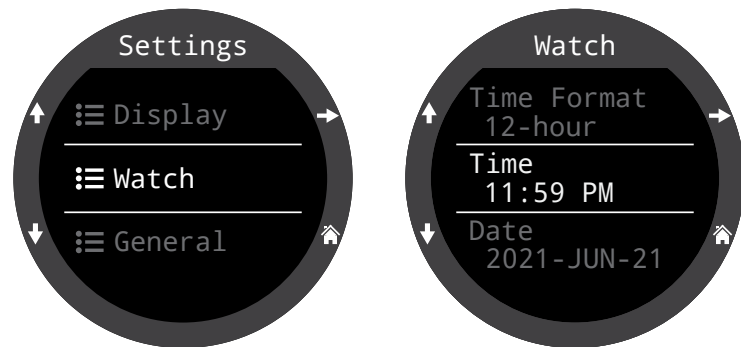 Settings
Display
Watch
General
Watch
Time Format
12-hour
Time
11:59 PM
Date
2021-JUN-21